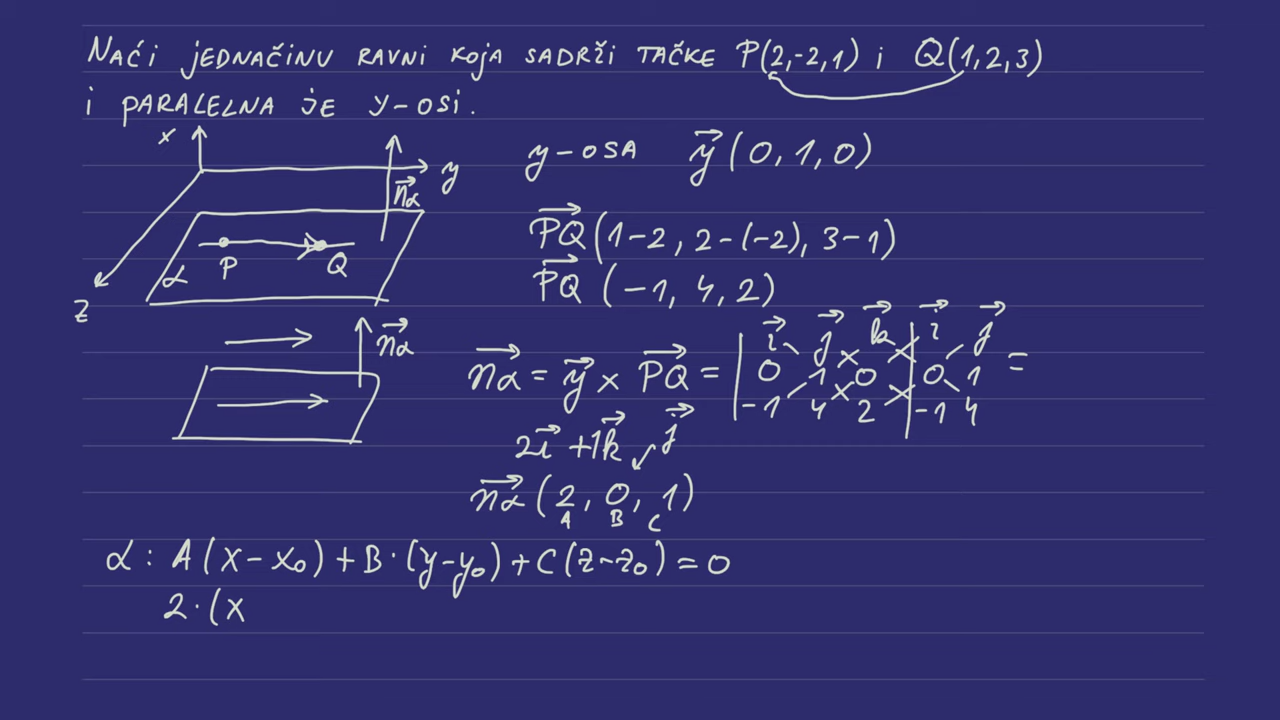 NAĆI JEDNAČINU RAVNI KOJA SADRŽI TAČKE P(2,-2,1) i Q(1,2,3)
i PARALELNA JE Y-OSI.
x
y
z
n⃗α
α P Q
y-OSA y⃗(0,1,0)
P⃗Q(1-2, 2-(-2), 3-1)
P⃗Q(-1, 4, 2)
n⃗α
n⃗α = y⃗ × P⃗Q = | i⃗ j⃗ k⃗ | i⃗ j⃗
0 1 0 | 0 1 =
-1 4 2 | -1 4
2i⃗ + 1k⃗ j⃗
n⃗α (2, 0, 1)
A B C
α : A(x-x₀) + B·(y-y₀) + C(z-z₀) = 0
2·(x